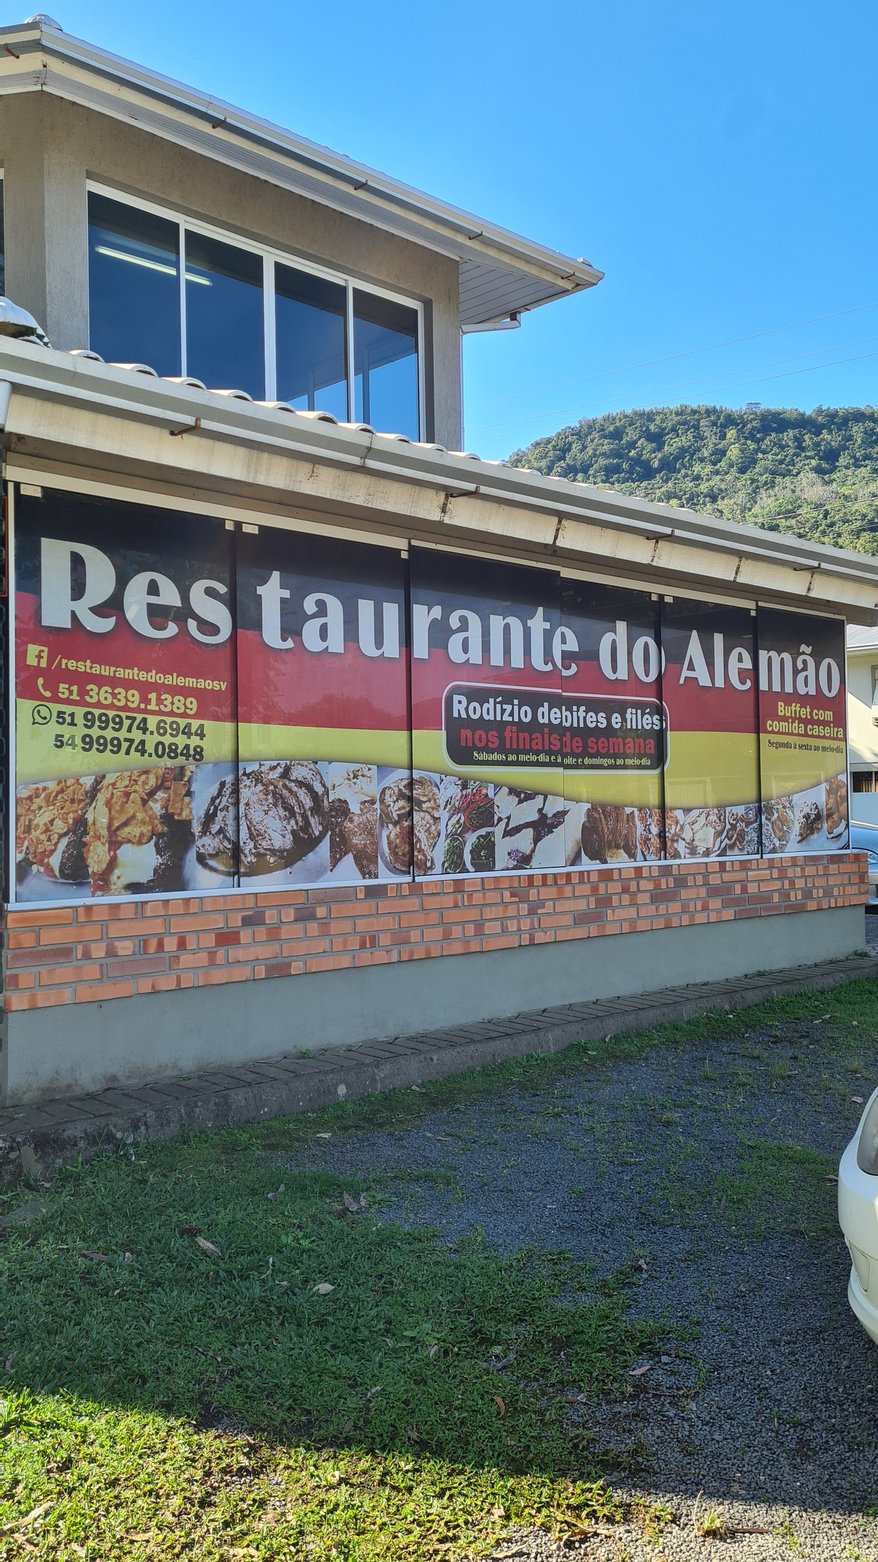 Restaurante do Alemão
/restaurantedoalemaosv
51 3639.1389
51 99974.6944
54 99974.0848
Rodízio de bifes e filés
nos finais de semana
Sábados ao meio-dia e à noite e domingos ao meio-dia
Buffet com
comida caseira
Segunda à sexta ao meio-dia